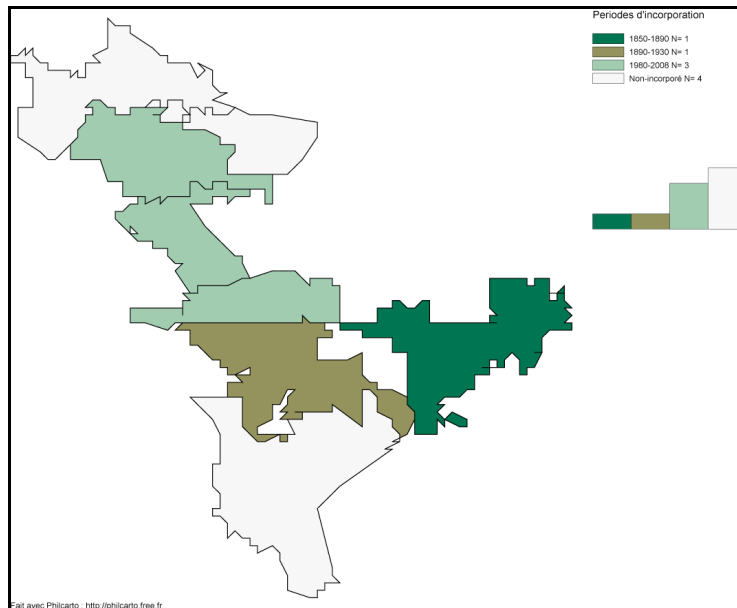 Periodes d'incorporation
1850-1890 N= 1
1890-1930 N= 1
1980-2008 N= 3
Non-incorporé N= 4
Fait avec Philcarto : http://philcarto.free.fr